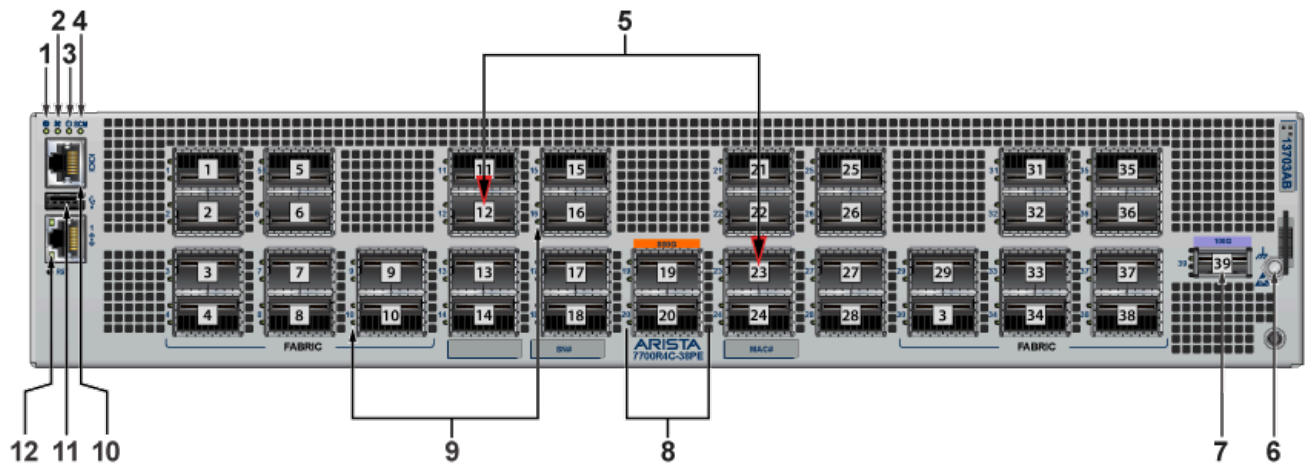 1 2 3 4
5
SCM
13703AB
1 5 11 15 21 25 31 35
2 6 12 16 22 26 32 36
800G
100G
3 7 9 13 17 19 23 27 29 33 37 39
4 8 10 14 18 20 24 28 3 34 38
FABRIC
SN#
ARISTA
7700R4C-38PE
MAC#
FABRIC
12 11 10 9 8 7 6